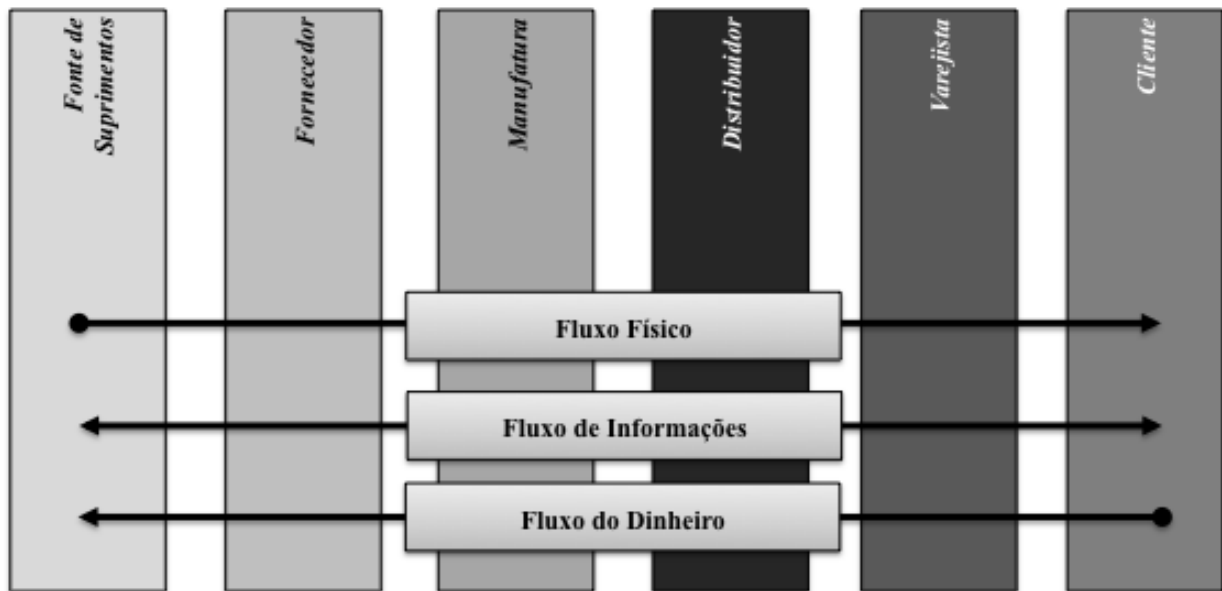 Fonte de
Suprimentos
Fornecedor
Manufatura
Distribuidor
Varejista
Cliente
Fluxo Físico
Fluxo de Informações
Fluxo do Dinheiro